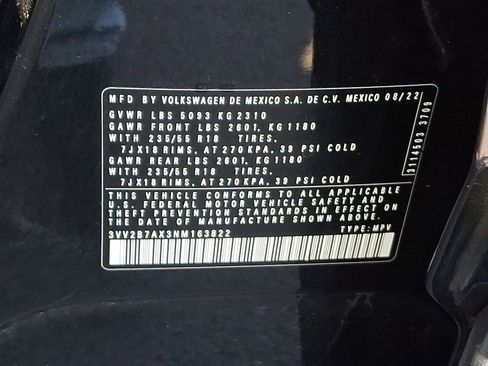 MFD BY VOLKSWAGEN DE MEXICO S.A. DE C.V. MEXICO 08/22
GVWR LBS 5093 KG 2310
GAWR FRONT LBS 2601, KG 1180
WITH 235/55 R18 TIRES.
7JX18 RIMS, AT 270 KPA, 39 PSI COLD
GAWR REAR LBS 2601, KG 1180
WITH 235/55 R18 TIRES.
7JX18 RIMS, AT 270 KPA, 39 PSI COLD
THIS VEHICLE CONFORMS TO ALL APPLICABLE
U.S. FEDERAL MOTOR VEHICLE SAFETY AND
THEFT PREVENTION STANDARDS IN EFFECT ON
THE DATE OF MANUFACTURE SHOWN ABOVE.
3VV2B7AX3NM163822 TYPE: MPV
3114503 3709